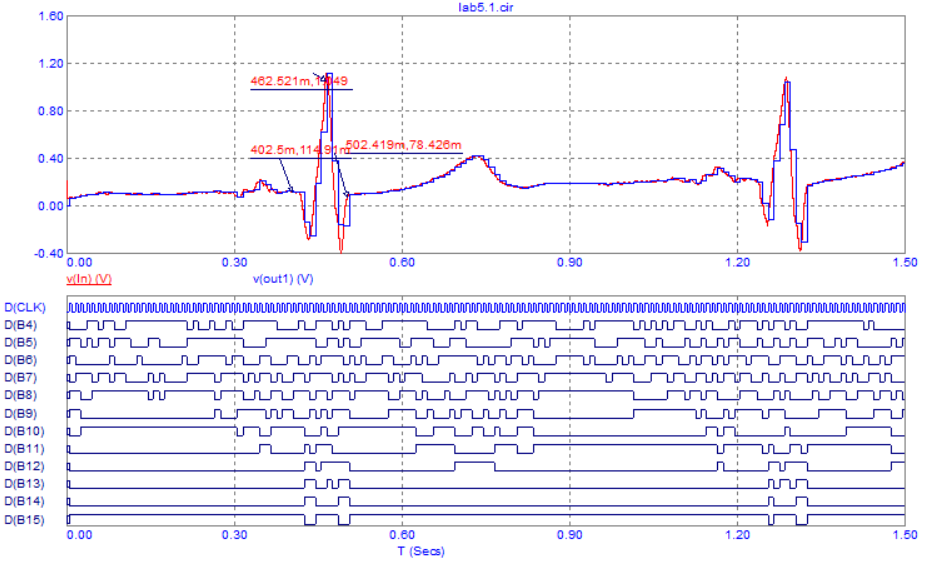 lab5.1.cir
1.60
1.20
0.80
0.40
0.00
-0.40
462.521m,1.149
402.5m,114.91m
502.419m,78.426m
0.00 0.30 0.60 0.90 1.20 1.50
v(In) (V) v(out1) (V)
D(CLK)
D(B4)
D(B5)
D(B6)
D(B7)
D(B8)
D(B9)
D(B10)
D(B11)
D(B12)
D(B13)
D(B14)
D(B15)
0.00 0.30 0.60 0.90 1.20 1.50
T (Secs)